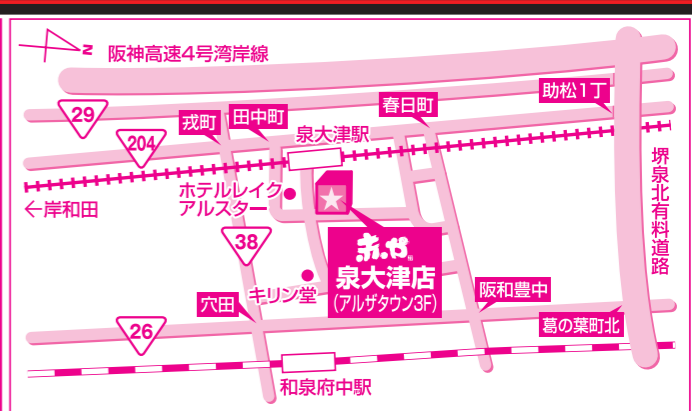 N
阪神高速4号湾岸線
29
204
戎町
田中町
春日町
助松1丁
泉大津駅
堺泉北有料道路
ホテルレイク
アルスター
←岸和田
38
赤から
泉大津店
(アルザタウン3F)
キリン堂
穴田
阪和豊中
葛の葉町北
26
和泉府中駅